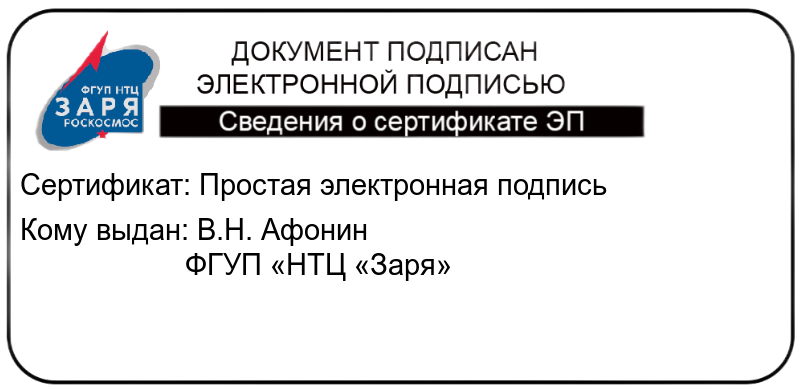 ФГУП НТЦ
ЗАРЯ
РОСКОСМОС
ДОКУМЕНТ ПОДПИСАН
ЭЛЕКТРОННОЙ ПОДПИСЬЮ
Сведения о сертификате ЭП
Сертификат: Простая электронная подпись
Кому выдан: В.Н. Афонин
ФГУП «НТЦ «Заря»